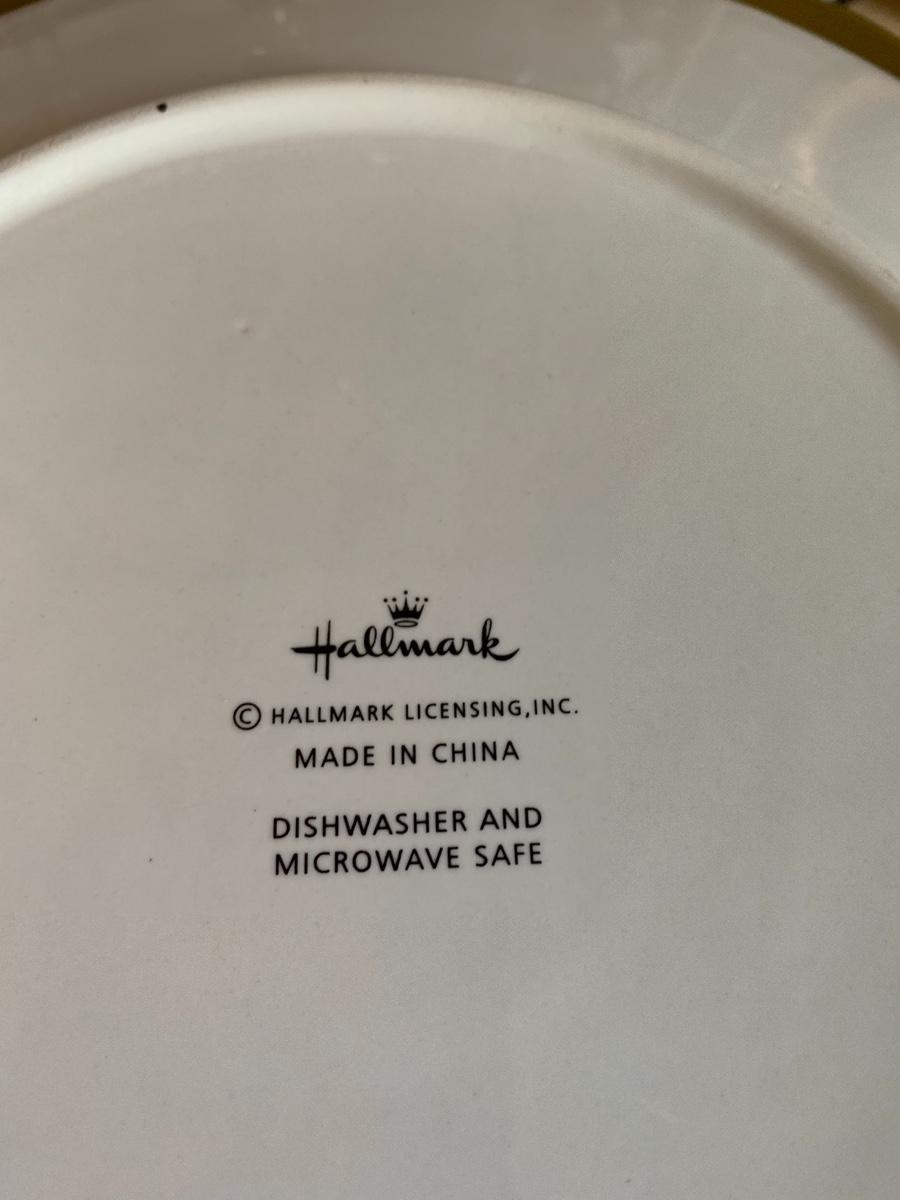 Hallmark
© HALLMARK LICENSING,INC.
MADE IN CHINA
DISHWASHER AND
MICROWAVE SAFE